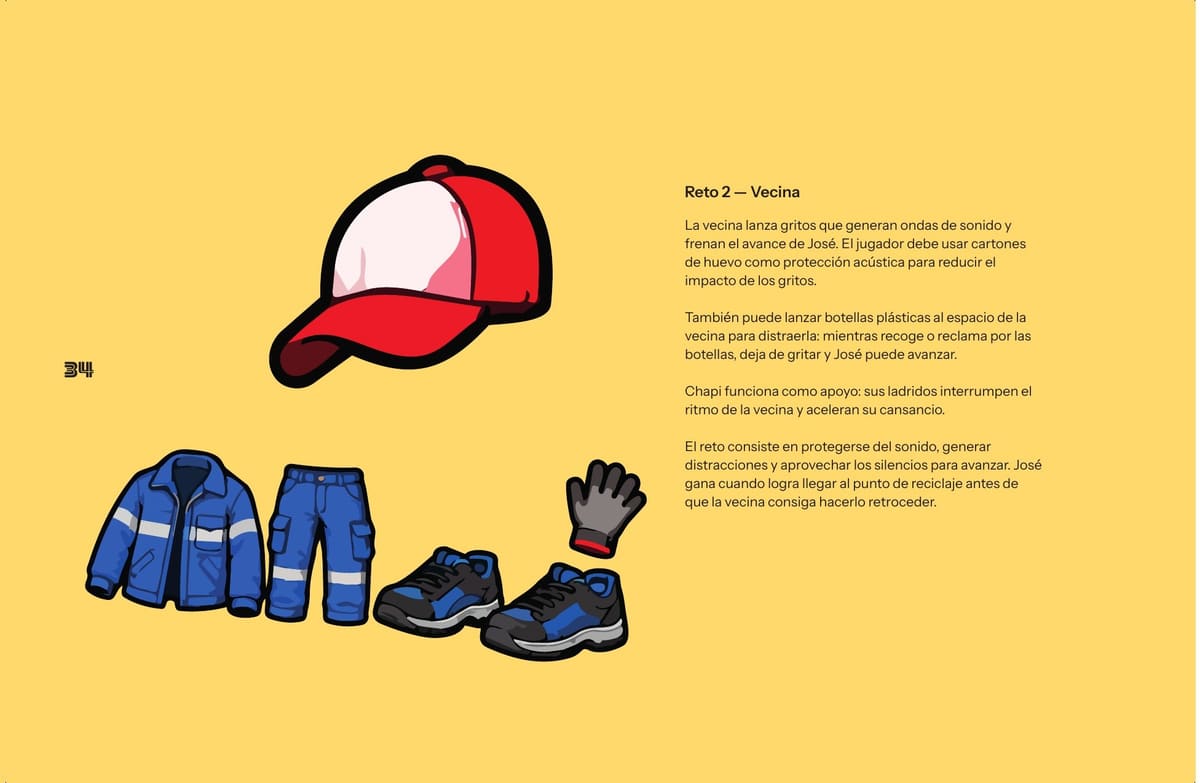 Reto 2 — Vecina
La vecina lanza gritos que generan ondas de sonido y
frenan el avance de José. El jugador debe usar cartones
de huevo como protección acústica para reducir el
impacto de los gritos.
También puede lanzar botellas plásticas al espacio de la
vecina para distraerla: mientras recoge o reclama por las
botellas, deja de gritar y José puede avanzar.
34
Chapi funciona como apoyo: sus ladridos interrumpen el
ritmo de la vecina y aceleran su cansancio.
El reto consiste en protegerse del sonido, generar
distracciones y aprovechar los silencios para avanzar. José
gana cuando logra llegar al punto de reciclaje antes de
que la vecina consiga hacerlo retroceder.